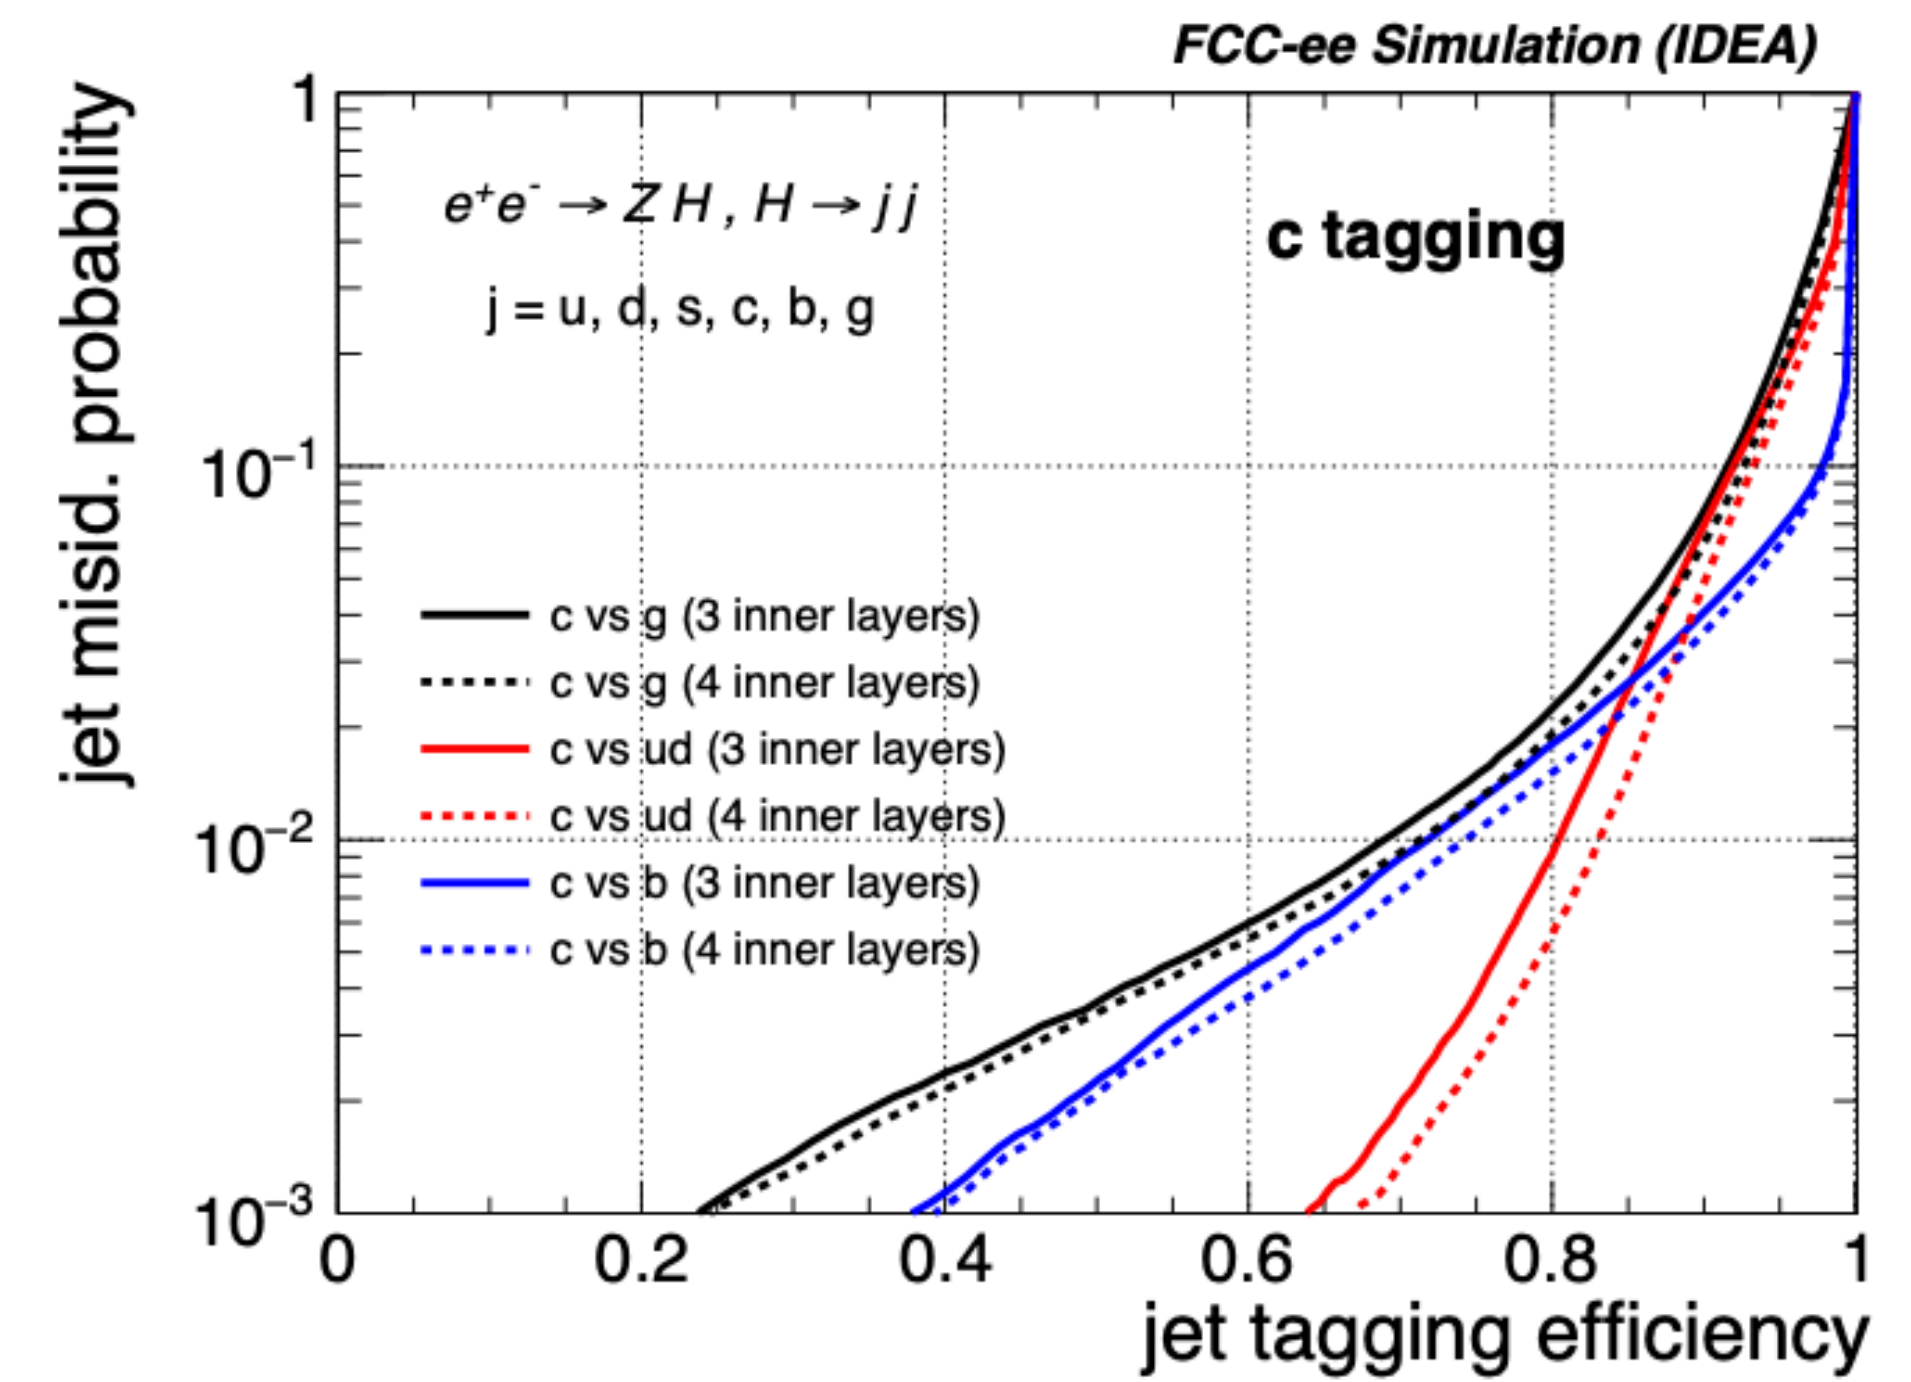 FCC-ee Simulation (IDEA)
jet misid. probability
1
10⁻¹
10⁻²
10⁻³
e⁺e⁻ → Z H , H → j j
j = u, d, s, c, b, g
c tagging
c vs g (3 inner layers)
c vs g (4 inner layers)
c vs ud (3 inner layers)
c vs ud (4 inner layers)
c vs b (3 inner layers)
c vs b (4 inner layers)
0 0.2 0.4 0.6 0.8 1
jet tagging efficiency